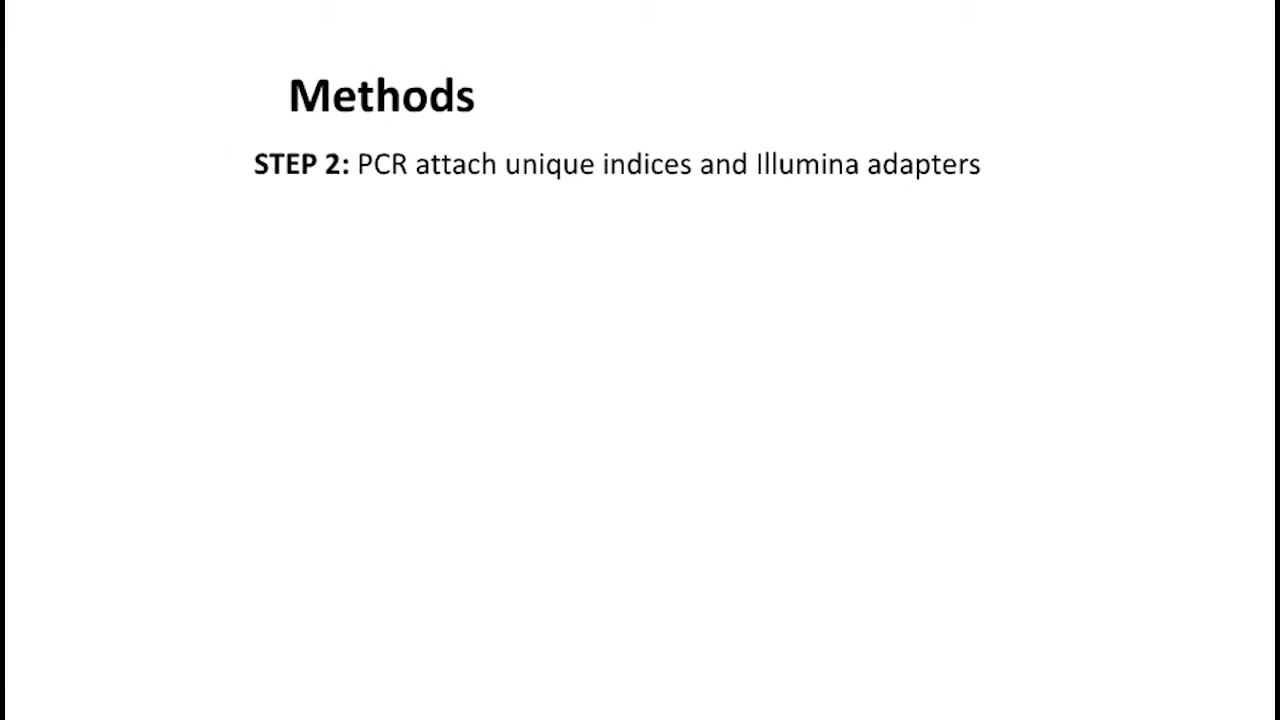 Methods
STEP 2: PCR attach unique indices and Illumina adapters